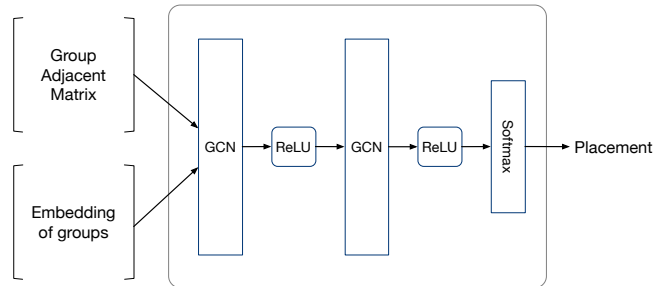 Group
Adjacent
Matrix
Embedding
of groups
GCN
ReLU
GCN
ReLU
Softmax
Placement